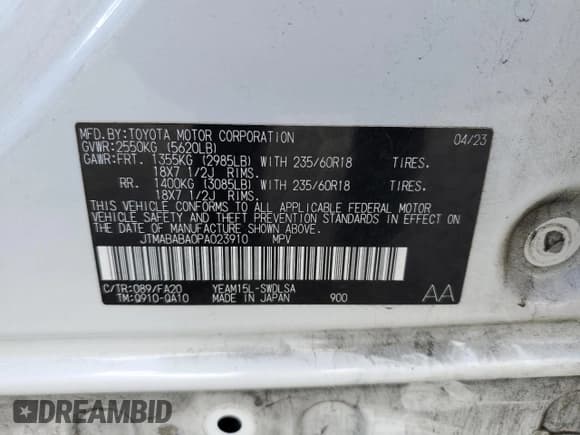 MFD.BY:TOYOTA MOTOR CORPORATION 04/23
GVWR:2550KG (5620LB)
GAWR:FRT. 1355KG (2985LB) WITH 235/60R18 TIRES.
18X7 1/2J RIMS.
RR. 1400KG (3085LB) WITH 235/60R18 TIRES.
18X7 1/2J RIMS.
THIS VEHICLE CONFORMS TO ALL APPLICABLE FEDERAL MOTOR
VEHICLE SAFETY AND THEFT PREVENTION STANDARDS IN EFFECT ON
THE DATE OF MANUFACTURE SHOWN ABOVE.
JTMABABA0PA023910 MPV
C/TR:089/FA20 YEAM15L-SWDLSA AA
TM:Q910-QA10 MADE IN JAPAN 900
DREAMBID